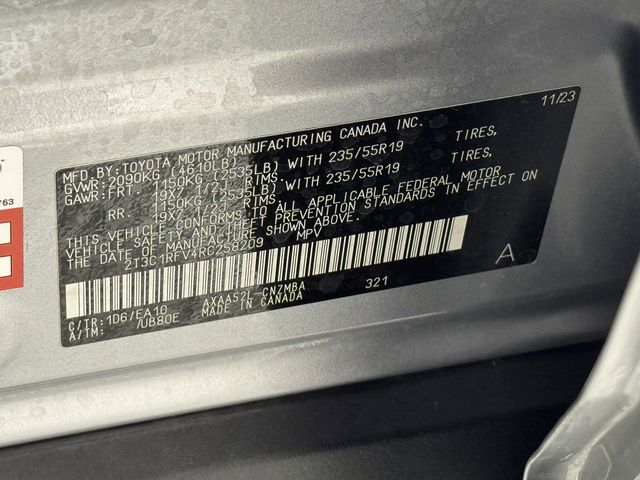 11/23
MFD.BY:TOYOTA MOTOR MANUFACTURING CANADA INC.
GVWR:2090KG (4610LB)
GAWR:FRT. 1150KG (2535LB) WITH 235/55R19 TIRES,
19X7 1/2J RIMS
RR. 1150KG (2535LB) WITH 235/55R19 TIRES,
19X7 1/2J RIMS
THIS VEHICLE CONFORMS TO ALL APPLICABLE FEDERAL MOTOR
VEHICLE SAFETY AND THEFT PREVENTION STANDARDS IN EFFECT ON
THE DATE OF MANUFACTURE SHOWN ABOVE.
2T3C1RFV4RC258209 MPV
A
C/TR:1D6/EA10 AXAA52L-CNZMBA 321
A/TM: /UB80E MADE IN CANADA
763